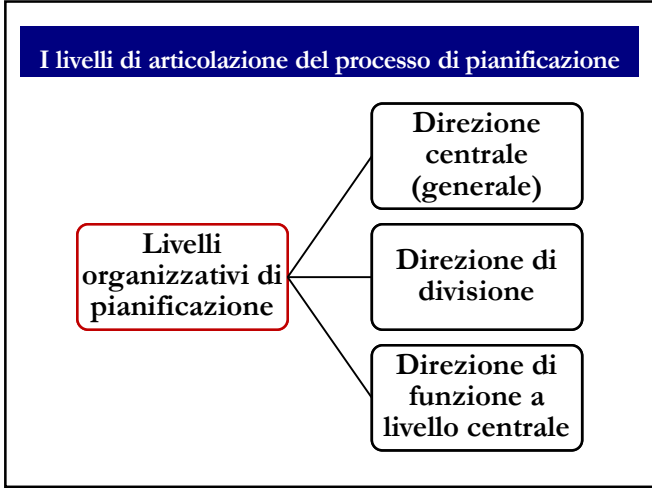 I livelli di articolazione del processo di pianificazione
Livelli
organizzativi di
pianificazione
Direzione
centrale
(generale)
Direzione di
divisione
Direzione di
funzione a
livello centrale